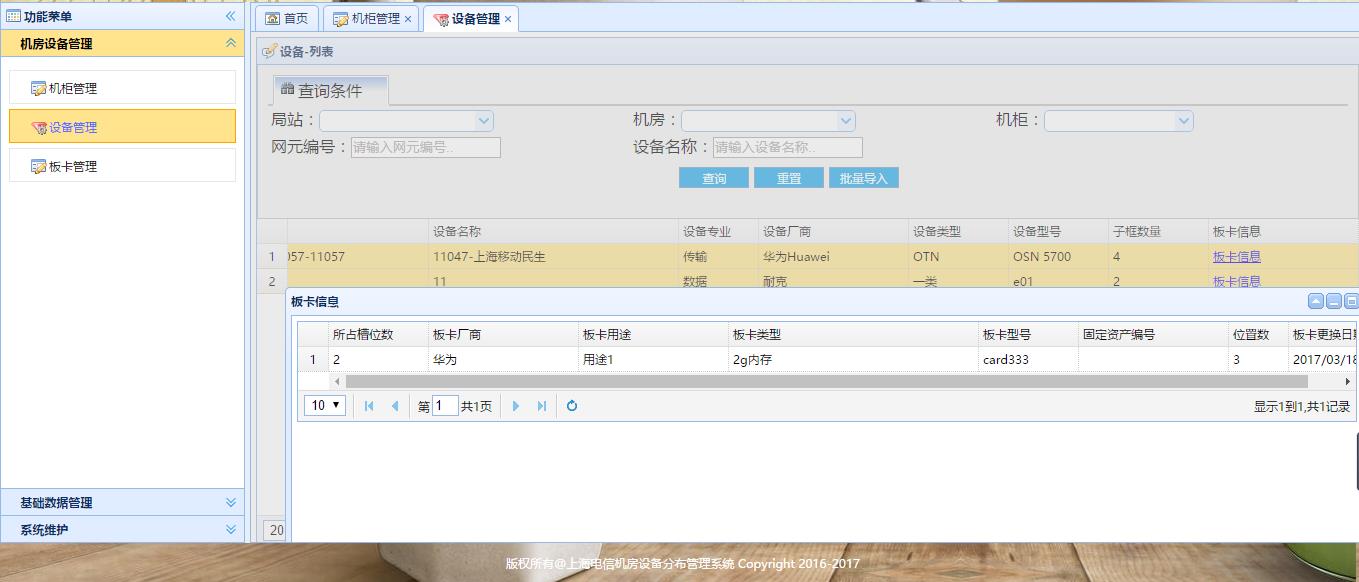 功能菜单
机房设备管理
机柜管理
设备管理
板卡管理
基础数据管理
系统维护
首页 机柜管理 × 设备管理 ×
设备-列表
查询条件
局站： 机房： 机柜：
网元编号： 请输入网元编号.. 设备名称： 请输入设备名称..
查询 重置 批量导入
设备名称 设备专业 设备厂商 设备类型 设备型号 子框数量 板卡信息
1 057-11057 11047-上海移动民生 传输 华为Huawei OTN OSN 5700 4 板卡信息
2 11 数据 耐克 一类 e01 2 板卡信息
板卡信息
所占槽位数 板卡厂商 板卡用途 板卡类型 板卡型号 固定资产编号 位置数 板卡更换日
1 2 华为 用途1 2g内存 card333 3 2017/03/18
10 第 1 共1页 显示1到1,共1记录
20
版权所有@上海电信机房设备分布管理系统 Copyright 2016-2017